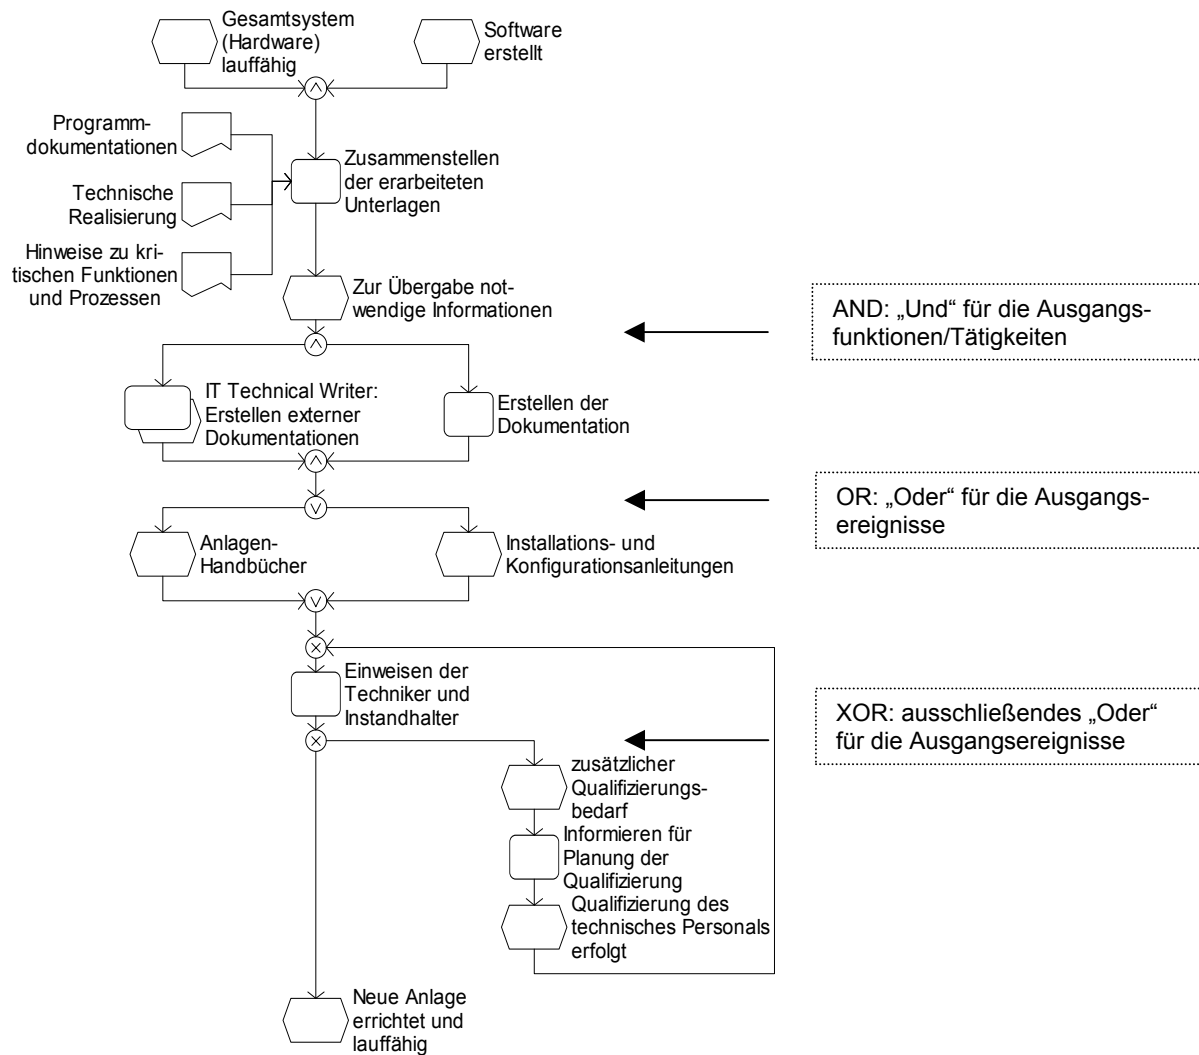 Gesamtsystem
(Hardware)
lauffähig
Software
erstellt
Programm-
dokumentationen
Technische
Realisierung
Hinweise zu kri-
tischen Funktionen
und Prozessen
Zusammenstellen
der erarbeiteten
Unterlagen
Zur Übergabe not-
wendige Informationen
AND: „Und“ für die Ausgangs-
funktionen/Tätigkeiten
IT Technical Writer:
Erstellen externer
Dokumentationen
Erstellen der
Dokumentation
OR: „Oder“ für die Ausgangs-
ereignisse
Anlagen-
Handbücher
Installations- und
Konfigurationsanleitungen
Einweisen der
Techniker und
Instandhalter
XOR: ausschließendes „Oder“
für die Ausgangsereignisse
zusätzlicher
Qualifizierungs-
bedarf
Informieren für
Planung der
Qualifizierung
Qualifizierung des
technisches Personals
erfolgt
Neue Anlage
errichtet und
lauffähig